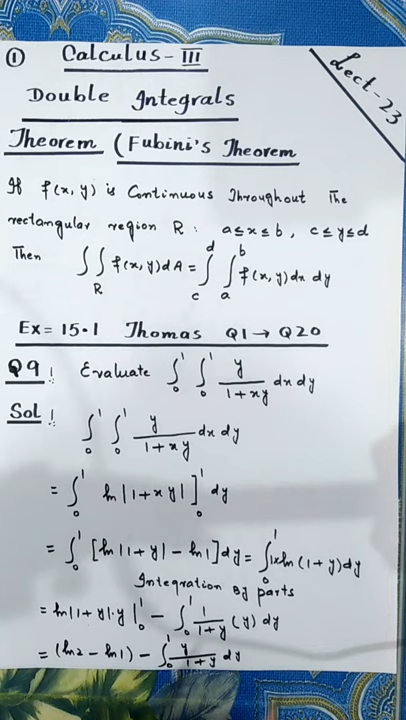 ① Calculus - III
Lect-23
Double Integrals
Theorem (Fubini's Theorem
If f(x, y) is Continuous Throughout The
rectangular region R : a≤x≤b, c≤y≤d
Then ∫∫_R f(x,y)dA = ∫_c^d ∫_a^b f(x,y)dx dy
Ex = 15.1 Thomas Q1 → Q20
Q9! Evaluate ∫_0^1 ∫_0^1 y/(1+xy) dx dy
Sol! ∫_0^1 ∫_0^1 y/(1+xy) dx dy
= ∫_0^1 ln|1+xy|]_0^1 dy
= ∫_0^1 [ln|1+y| - ln1]dy = ∫_0^1 1×ln(1+y)dy
Integration By parts
= ln|1+y|·y|_0^1 - ∫_0^1 1/(1+y) (y) dy
= (ln2 - ln1) - ∫_0^1 y/(1+y) dy